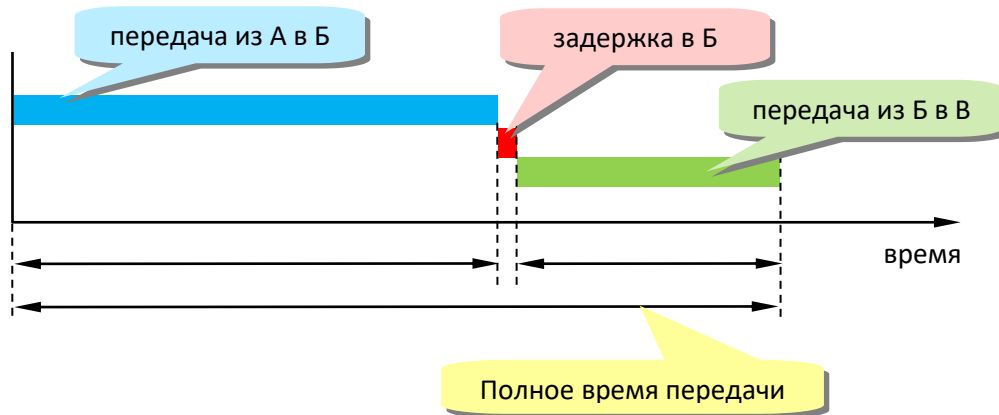 передача из А в Б
задержка в Б
передача из Б в В
время
Полное время передачи